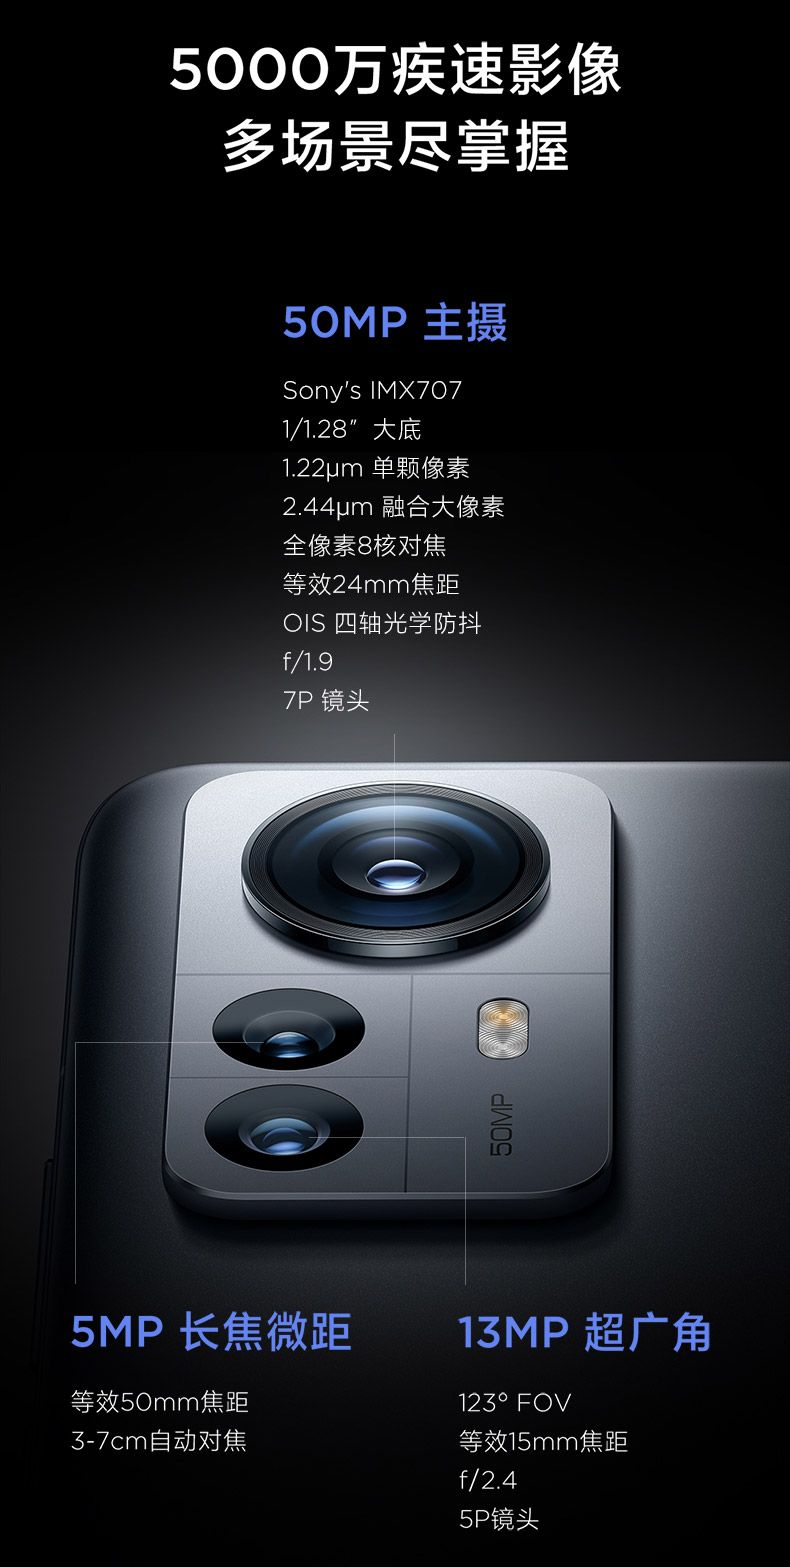 5000万疾速影像
多场景尽掌握
50MP 主摄
Sony's IMX707
1/1.28" 大底
1.22μm 单颗像素
2.44μm 融合大像素
全像素8核对焦
等效24mm焦距
OIS 四轴光学防抖
f/1.9
7P 镜头
50MP
5MP 长焦微距
等效50mm焦距
3-7cm自动对焦
13MP 超广角
123° FOV
等效15mm焦距
f/2.4
5P镜头